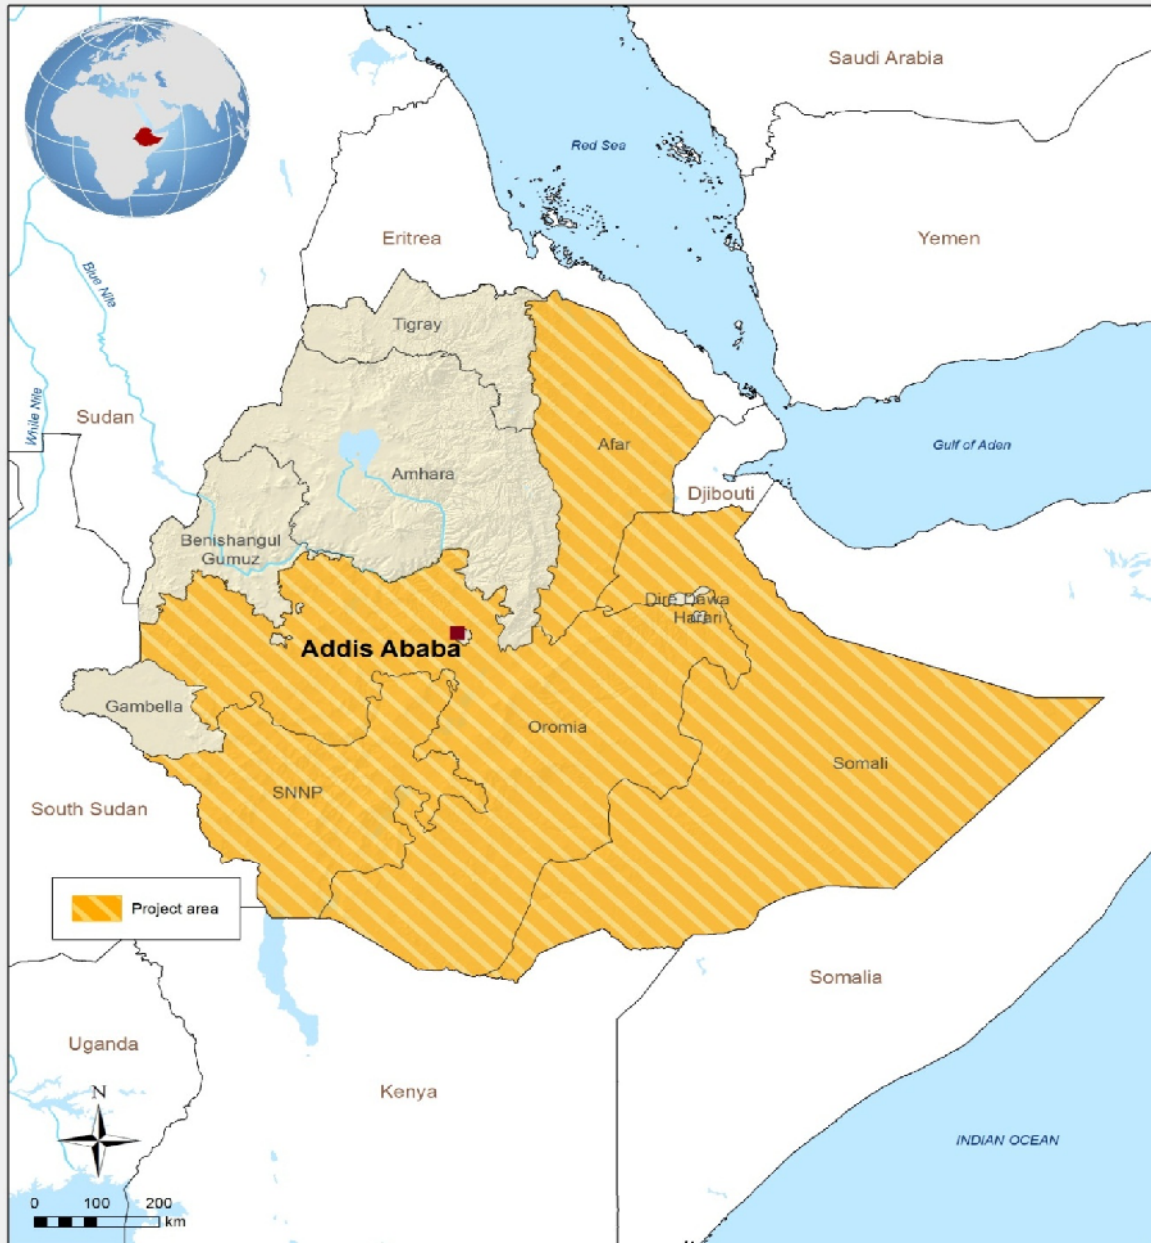 Saudi Arabia
Red Sea
Eritrea
Yemen
Blue Nile
Tigray
White Nile
Sudan
Afar
Gulf of Aden
Amhara
Djibouti
Benishangul
Gumuz
Dire Dawa
Harari
Addis Ababa
Gambella
Oromia
Somali
SNNP
South Sudan
Project area
Somalia
Uganda
Kenya
N
INDIAN OCEAN
0 100 200
km